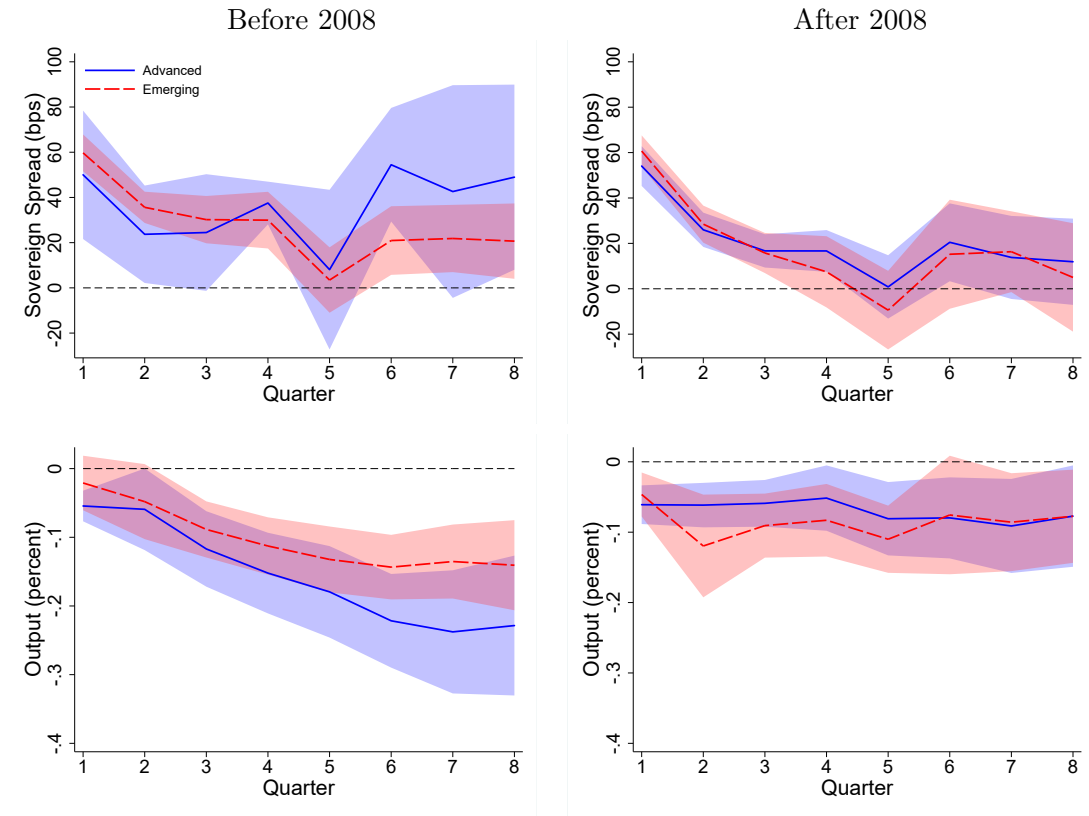 Before 2008
After 2008
Sovereign Spread (bps)
100
80
60
40
20
0
-20
Advanced
Emerging
1 2 3 4 5 6 7 8
Quarter
Sovereign Spread (bps)
100
80
60
40
20
0
-20
1 2 3 4 5 6 7 8
Quarter
Output (percent)
0
-.1
-.2
-.3
-.4
1 2 3 4 5 6 7 8
Quarter
Output (percent)
0
-.1
-.2
-.3
-.4
1 2 3 4 5 6 7 8
Quarter